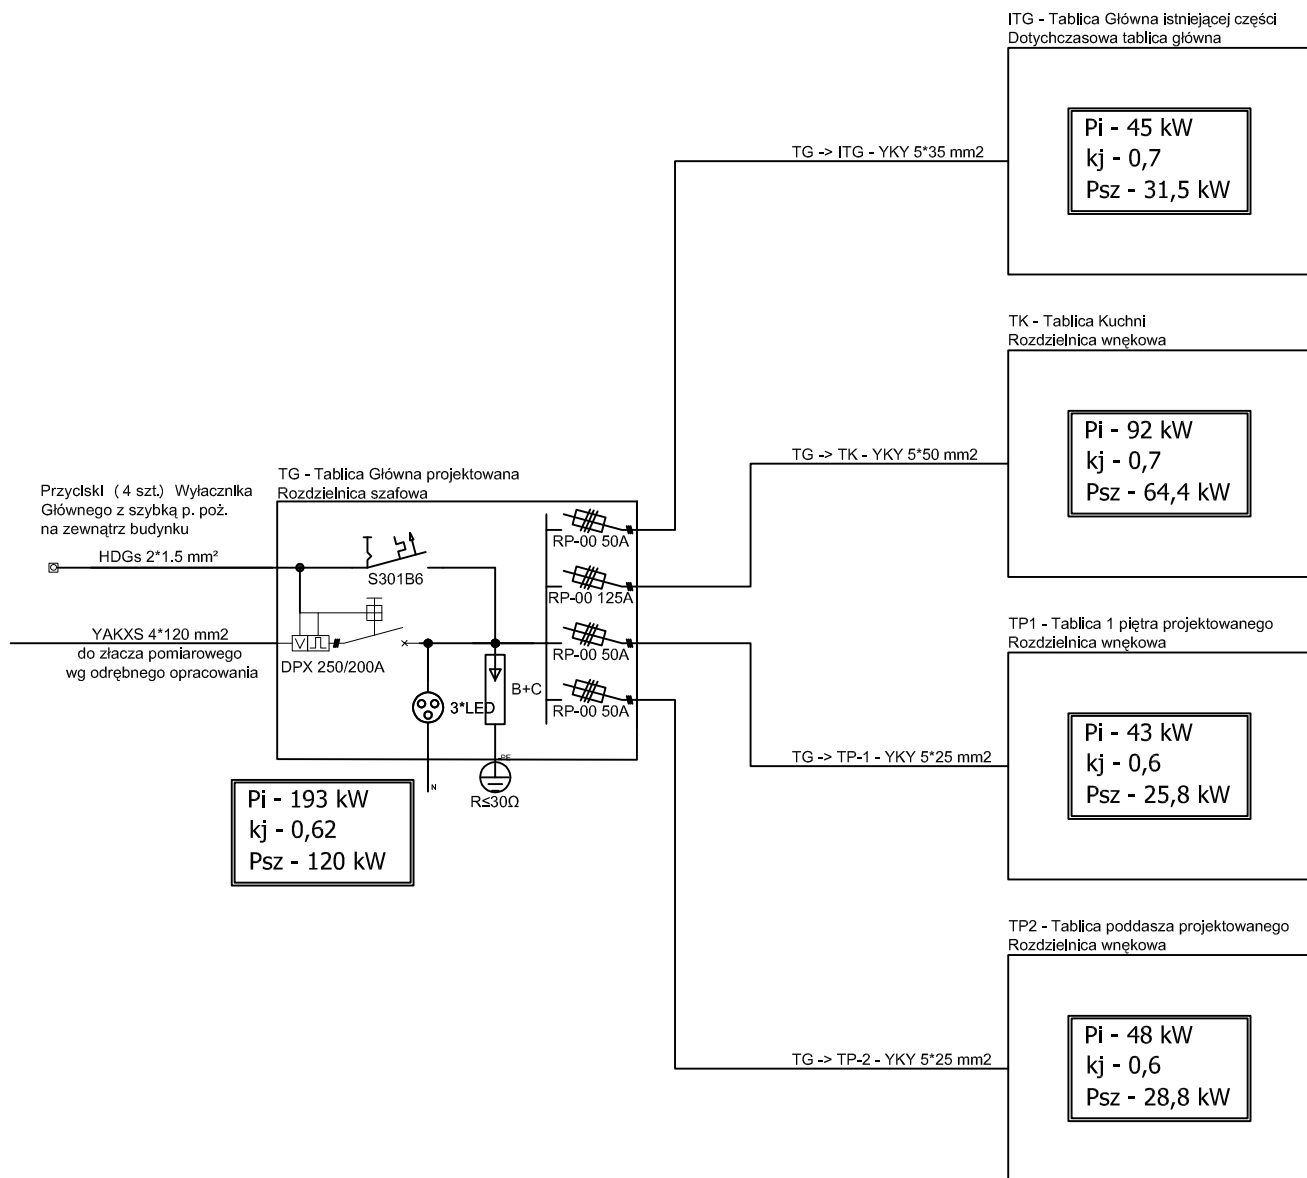 ITG - Tablica Główna istniejącej części
Dotychczasowa tablica główna
Pi - 45 kW
kj - 0,7
Psz - 31,5 kW
TG -> ITG - YKY 5*35 mm2
TK - Tablica Kuchni
Rozdzielnica wnękowa
Pi - 92 kW
kj - 0,7
Psz - 64,4 kW
TG -> TK - YKY 5*50 mm2
TG - Tablica Główna projektowana
Rozdzielnica szafowa
Przyciski ( 4 szt.) Wyłacznika
Głównego z szybką p. poż.
na zewnątrz budynku
HDGs 2*1.5 mm²
S301B6
RP-00 50A
RP-00 125A
RP-00 50A
RP-00 50A
YAKXS 4*120 mm2
do złacza pomiarowego
wg odrębnego opracowania
DPX 250/200A
3*LED
B+C
PE
N
R≤30Ω
Pi - 193 kW
kj - 0,62
Psz - 120 kW
TP1 - Tablica 1 piętra projektowanego
Rozdzielnica wnękowa
Pi - 43 kW
kj - 0,6
Psz - 25,8 kW
TG -> TP-1 - YKY 5*25 mm2
TP2 - Tablica poddasza projektowanego
Rozdzielnica wnękowa
Pi - 48 kW
kj - 0,6
Psz - 28,8 kW
TG -> TP-2 - YKY 5*25 mm2